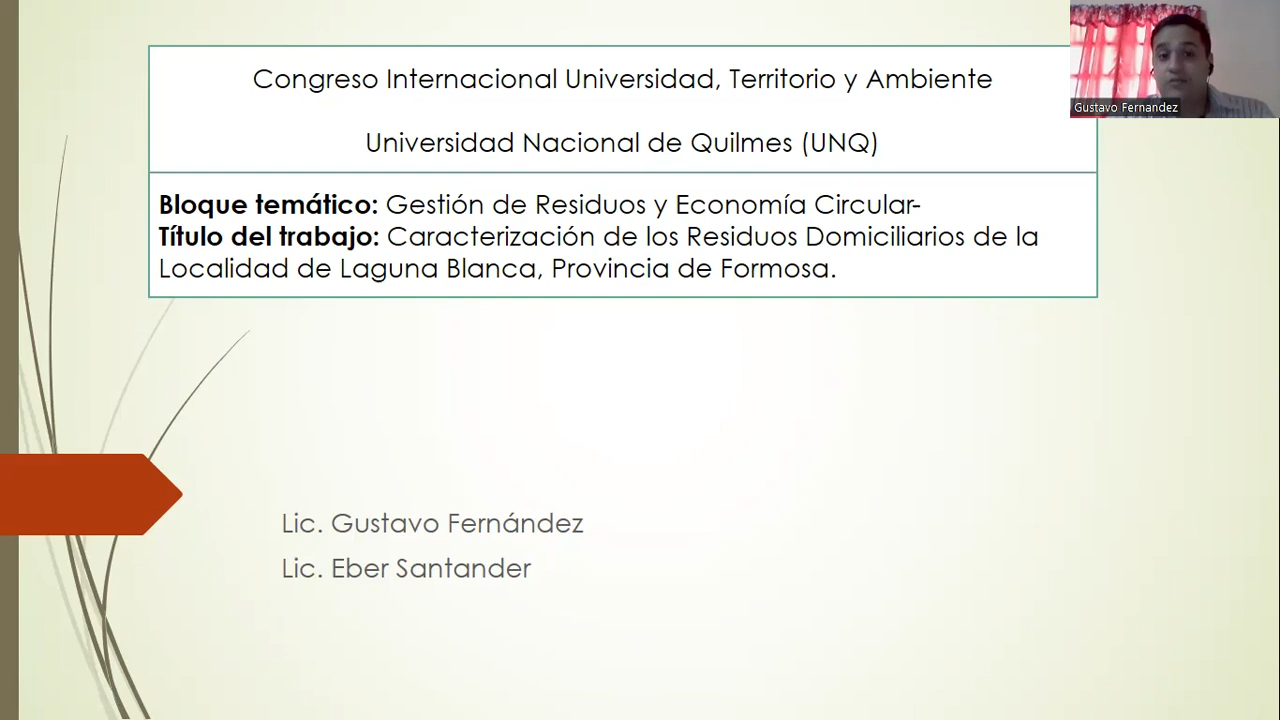 Congreso Internacional Universidad, Territorio y Ambiente
Universidad Nacional de Quilmes (UNQ)
Bloque temático: Gestión de Residuos y Economía Circular-
Título del trabajo: Caracterización de los Residuos Domiciliarios de la
Localidad de Laguna Blanca, Provincia de Formosa.
Gustavo Fernandez
Lic. Gustavo Fernández
Lic. Eber Santander